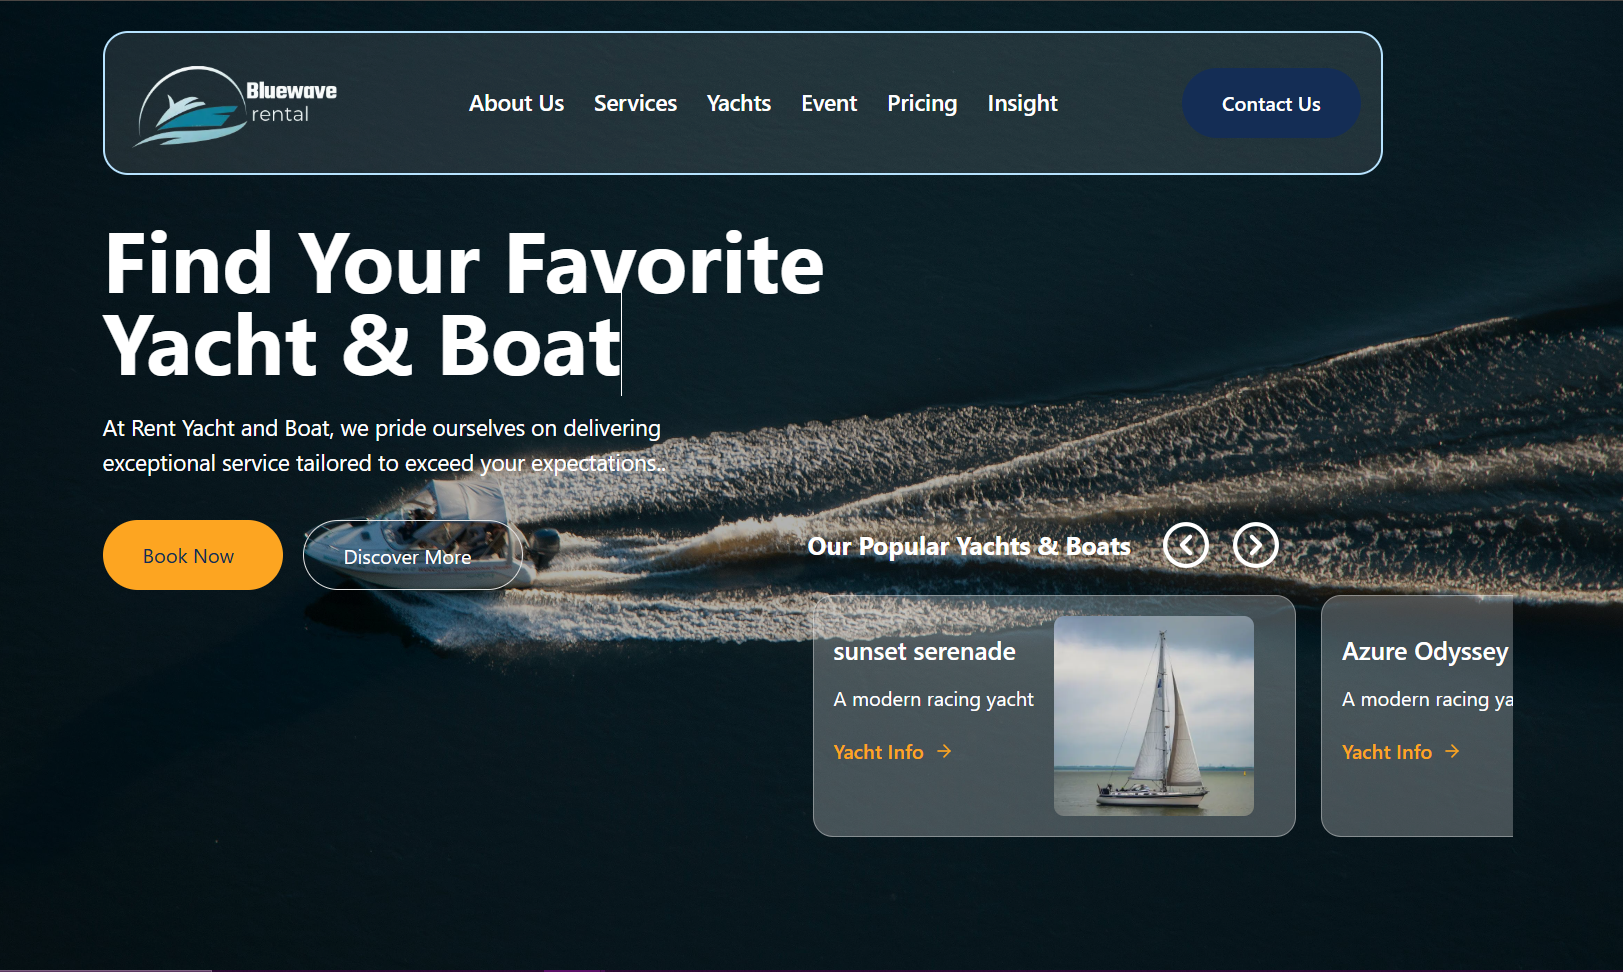 Bluewave
rental
About Us
Services
Yachts
Event
Pricing
Insight
Contact Us
Find Your Favorite
Yacht & Boat
At Rent Yacht and Boat, we pride ourselves on delivering
exceptional service tailored to exceed your expectations..
Book Now
Discover More
Our Popular Yachts & Boats
sunset serenade
A modern racing yacht
Yacht Info
Azure Odyssey
A modern racing ya
Yacht Info